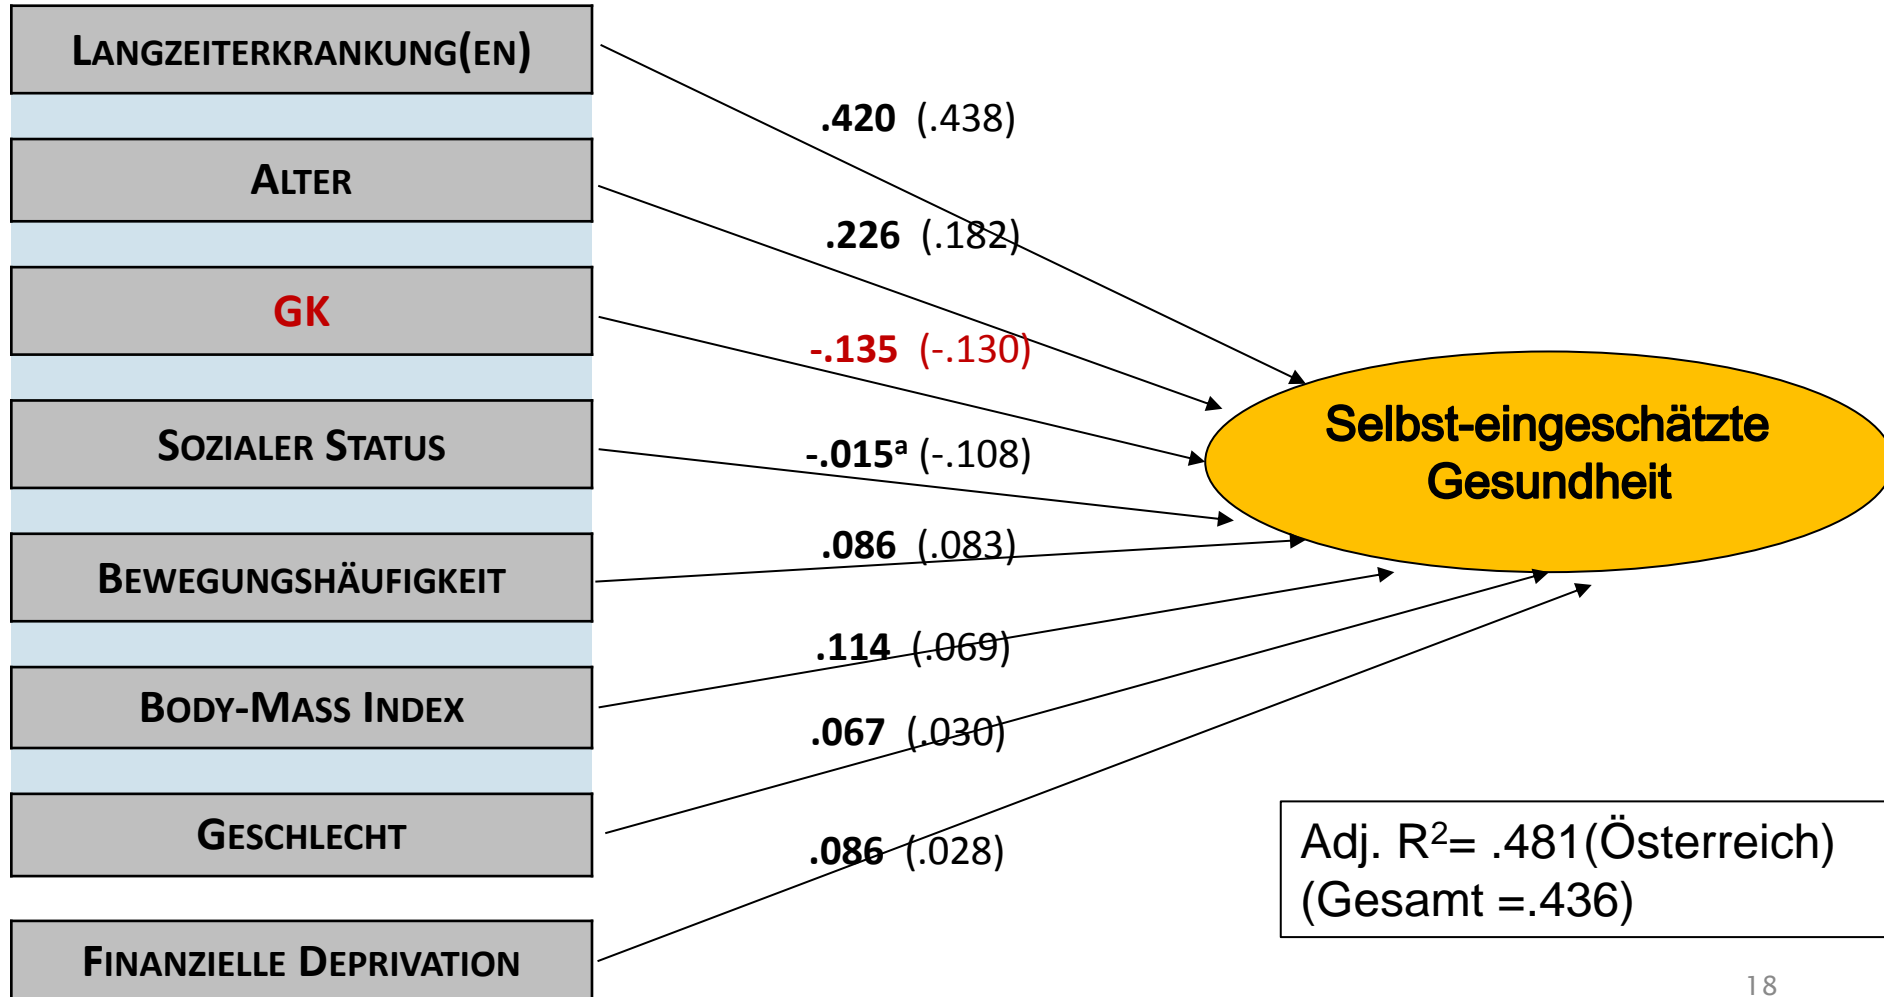 LANGZEITERKRANKUNG(EN)
.420 (.438)
ALTER
.226 (.182)
GK
-.135 (-.130)
SOZIALER STATUS
-.015ᵃ (-.108)
BEWEGUNGSHÄUFIGKEIT
.086 (.083)
BODY-MASS INDEX
.114 (.069)
GESCHLECHT
.067 (.030)
FINANZIELLE DEPRIVATION
.086 (.028)
Selbst-eingeschätzte
Gesundheit
Adj. R²= .481(Österreich)
(Gesamt =.436)
18